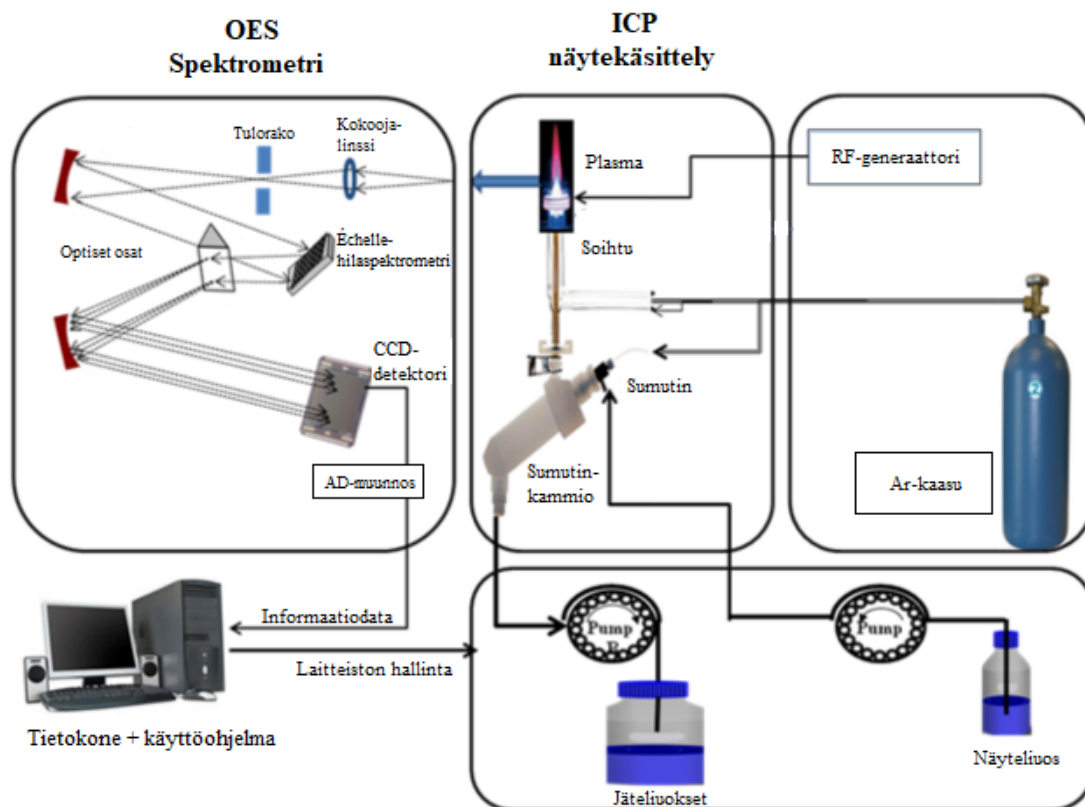 OES
Spektrometri
ICP
näytekäsittely
Tulorako
Kokooja-
linssi
Plasma
RF-generaattori
Optiset osat
Échelle-
hilaspektrometri
Soihtu
CCD-
detektori
Sumutin
AD-muunnos
Sumutin-
kammio
Ar-kaasu
2
Informaatiodata
Laitteiston hallinta
Pump
Pump
Tietokone + käyttöohjelma
Näyteliuos
Jäteliuokset